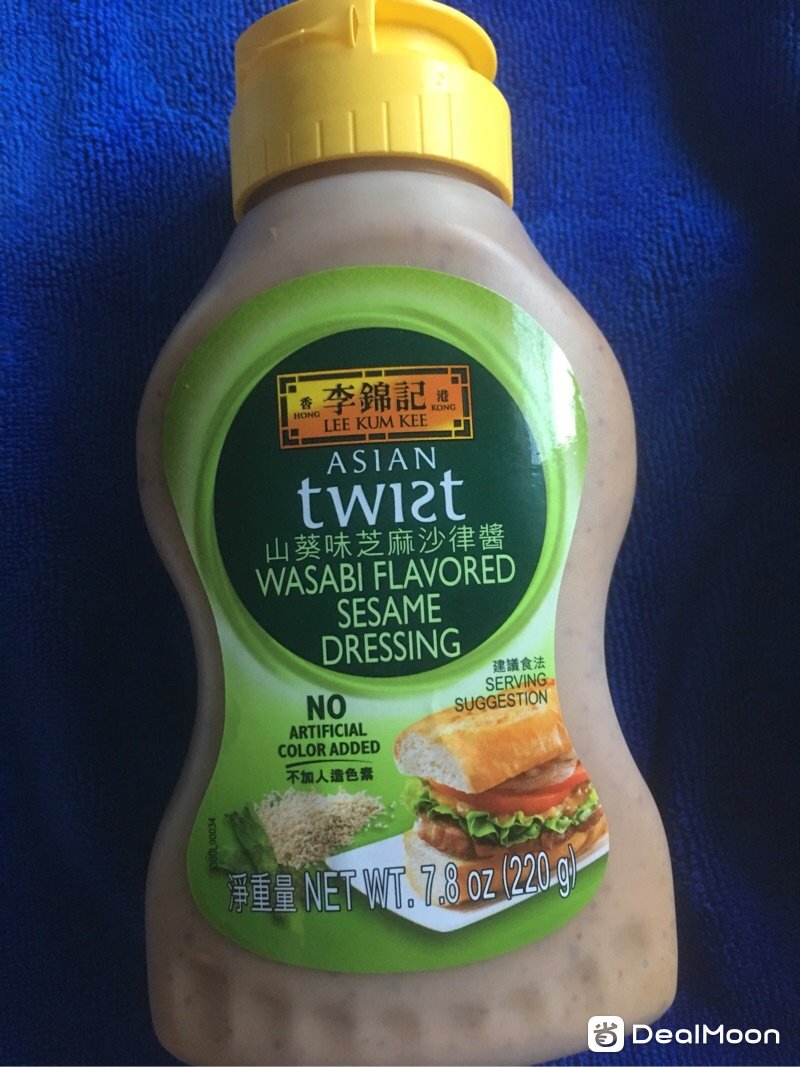 香 李錦記 港
HONG LEE KUM KEE KONG
ASIAN
twist
山葵味芝麻沙律醬
WASABI FLAVORED
SESAME
DRESSING
建議食法
SERVING
SUGGESTION
NO
ARTIFICIAL
COLOR ADDED
不加人造色素
淨重量 NET WT. 7.8 oz (220 g)
省 DealMoon